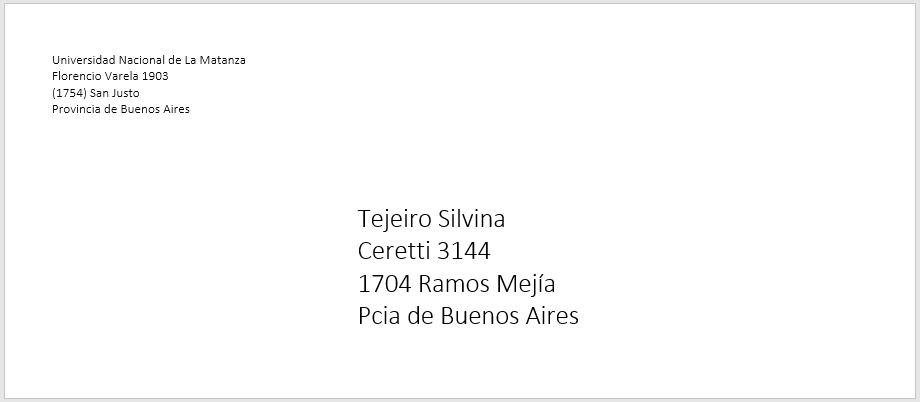 Universidad Nacional de La Matanza
Florencio Varela 1903
(1754) San Justo
Provincia de Buenos Aires
Tejeiro Silvina
Ceretti 3144
1704 Ramos Mejía
Pcia de Buenos Aires